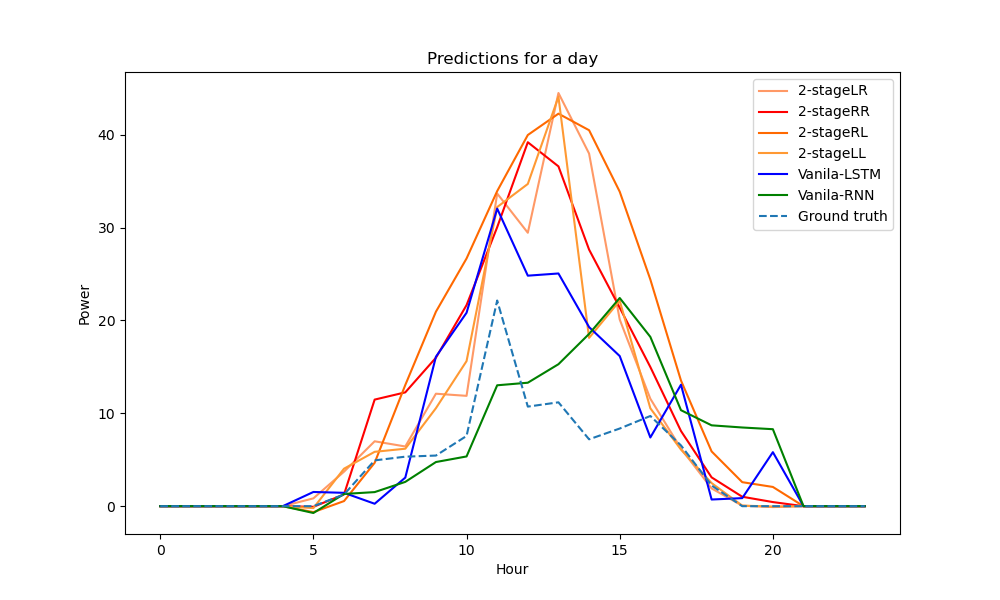 Predictions for a day
2-stageLR
2-stageRR
2-stageRL
2-stageLL
Vanila-LSTM
Vanila-RNN
Ground truth
Power
40
30
20
10
0
0 5 10 15 20
Hour